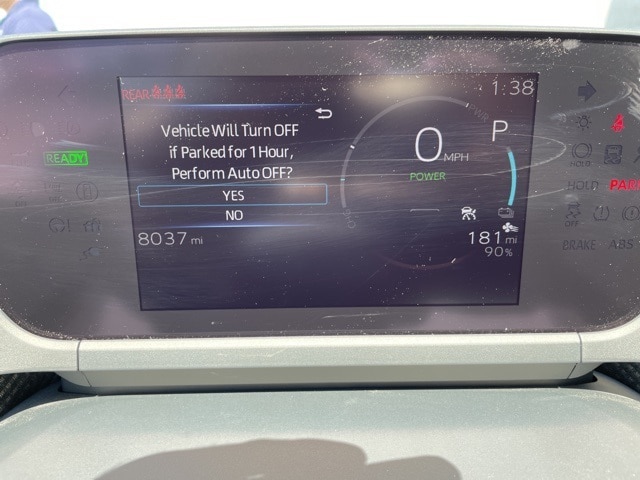 REAR
1:38
Vehicle Will Turn OFF
if Parked for 1 Hour,
Perform Auto OFF?
YES
NO
0 MPH
P
POWER
READY
HOLD
HOLD
PARK
OFF
8037 mi
181 mi
90%
BRAKE ABS